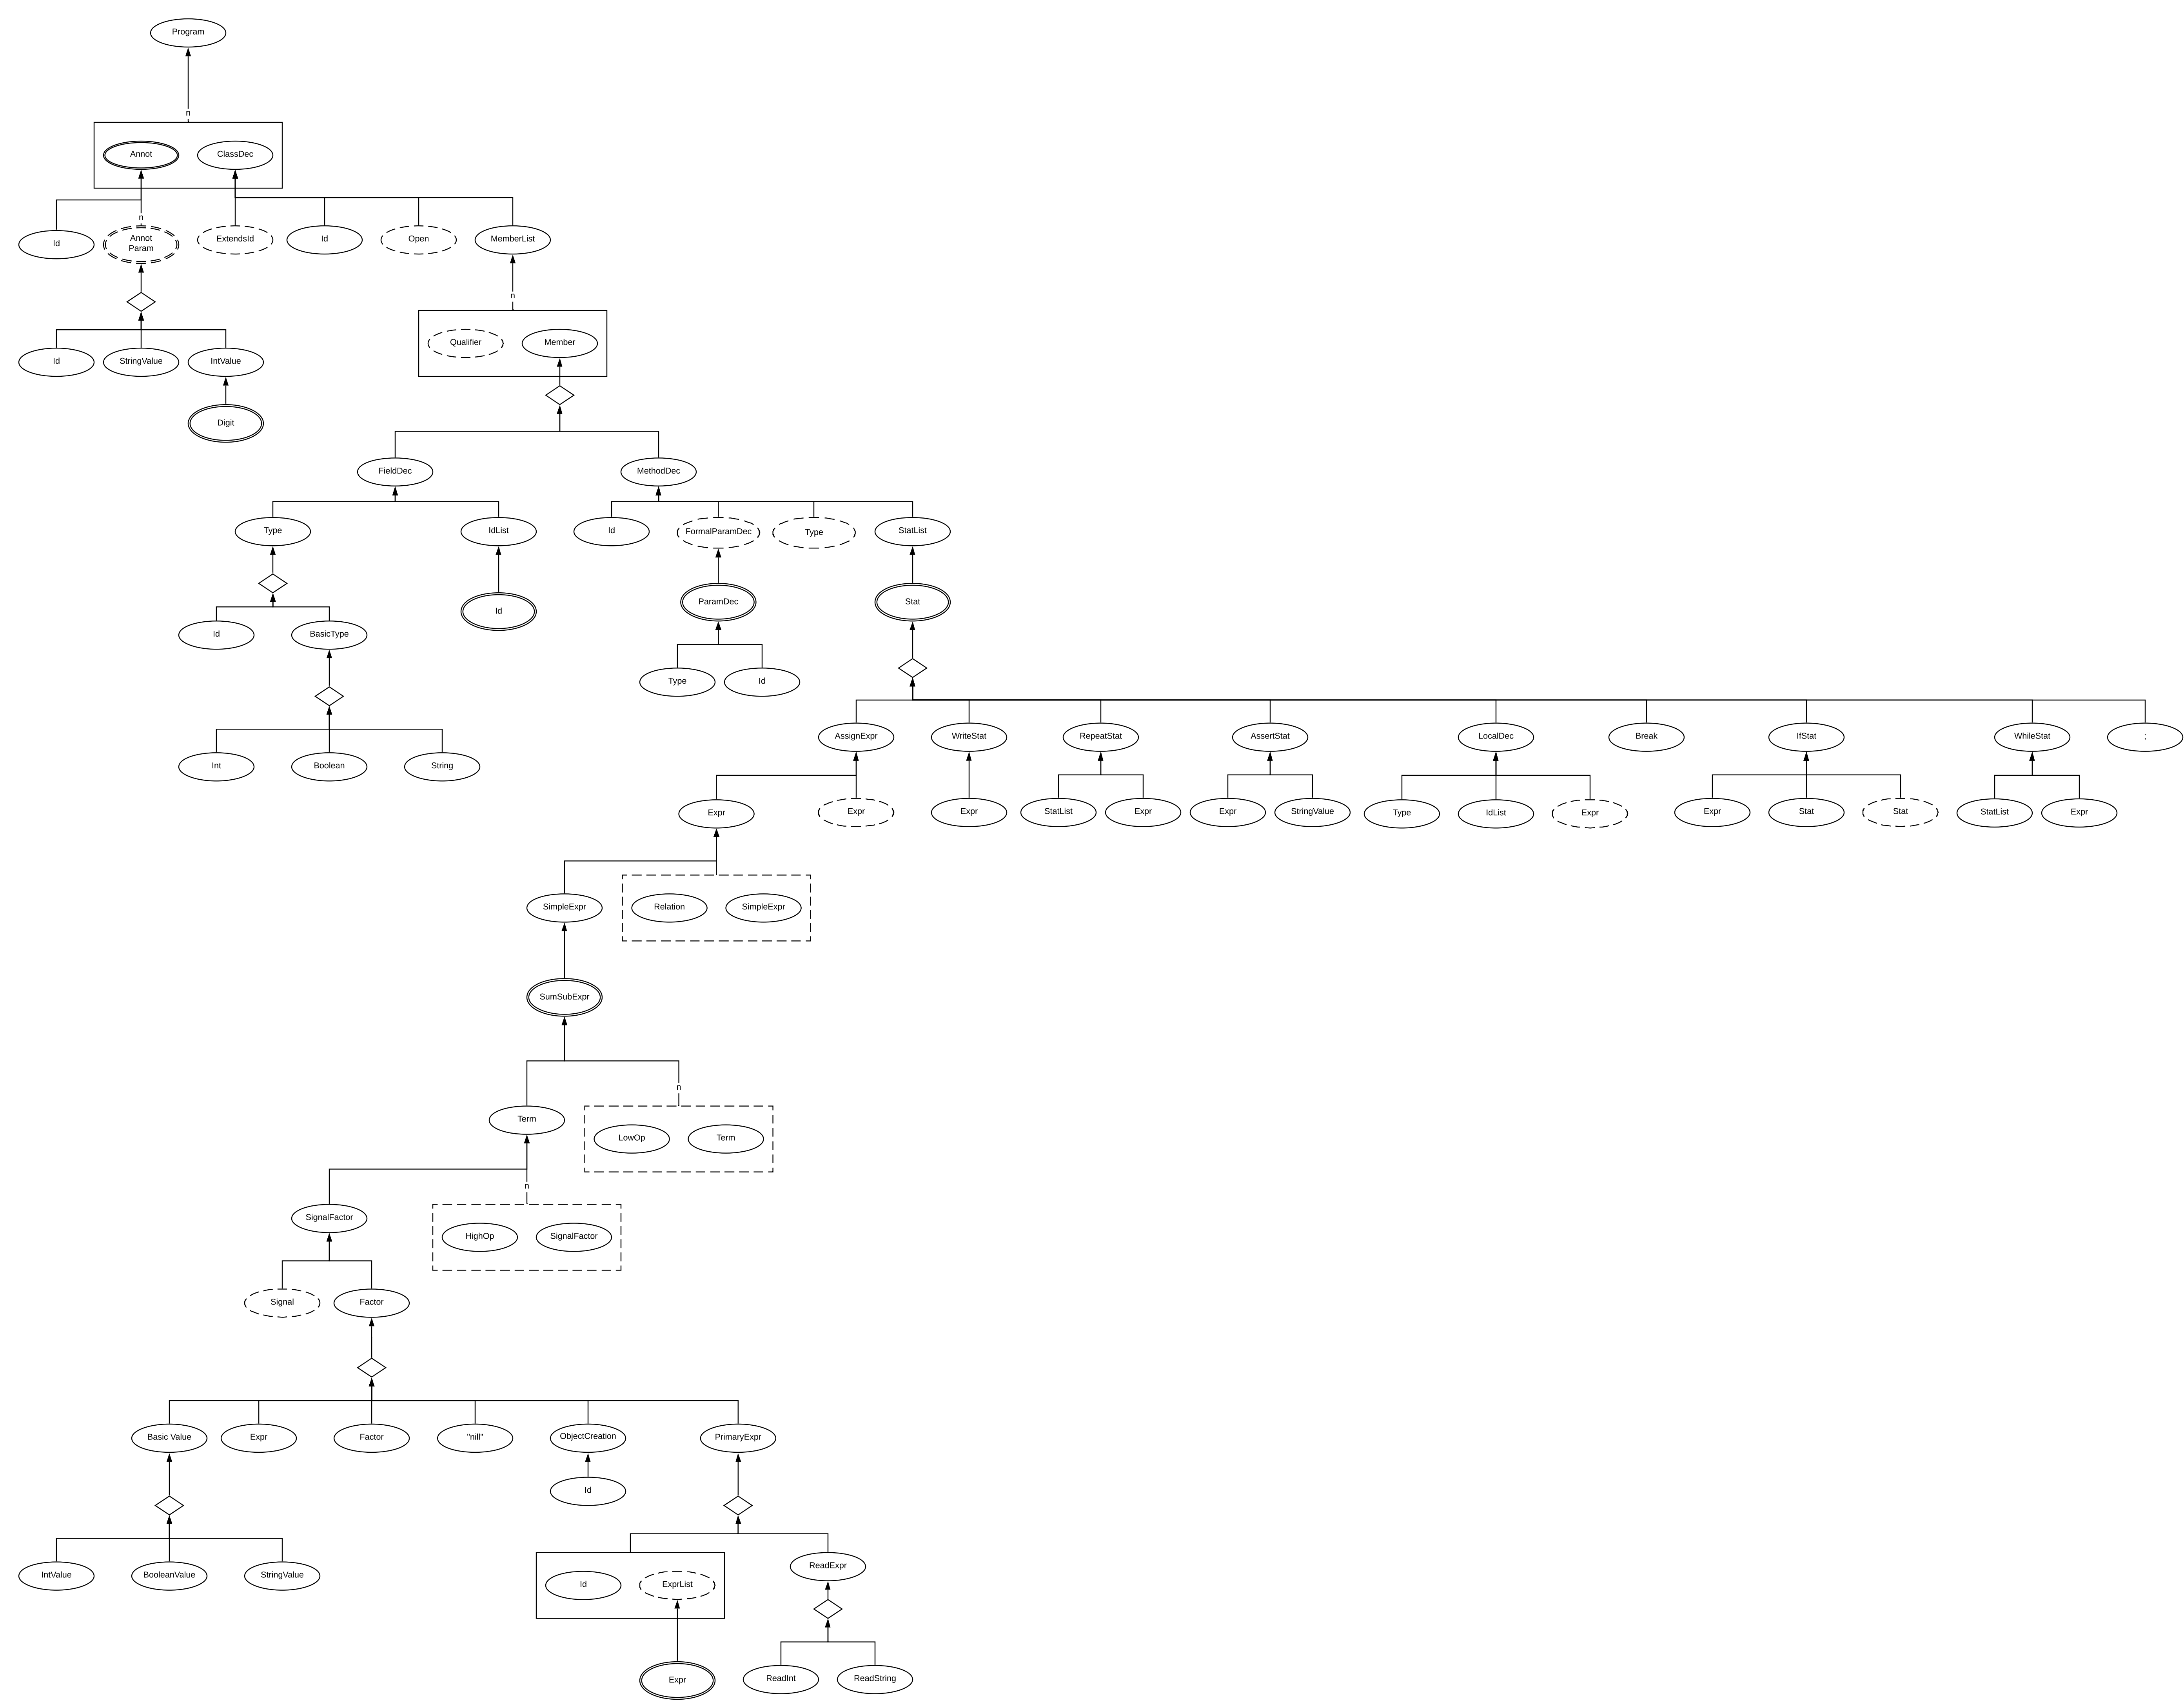 Program
n
Annot
ClassDec
n
Id
Annot
Param
ExtendsId
Id
Open
MemberList
n
Id
StringValue
IntValue
Qualifier
Member
Digit
FieldDec
MethodDec
Type
IdList
Id
FormalParamDec
Type
StatList
Id
ParamDec
Stat
Id
BasicType
Type
Id
Int
Boolean
String
AssignExpr
WriteStat
RepeatStat
AssertStat
LocalDec
Break
IfStat
WhileStat
;
Expr
Expr
Expr
StatList
Expr
Expr
StringValue
Type
IdList
Expr
Expr
Stat
Stat
StatList
Expr
SimpleExpr
Relation
SimpleExpr
SumSubExpr
n
Term
LowOp
Term
n
SignalFactor
HighOp
SignalFactor
Signal
Factor
Basic Value
Expr
Factor
"nill"
ObjectCreation
PrimaryExpr
Id
IntValue
BooleanValue
StringValue
Id
ExprList
ReadExpr
Expr
ReadInt
ReadString